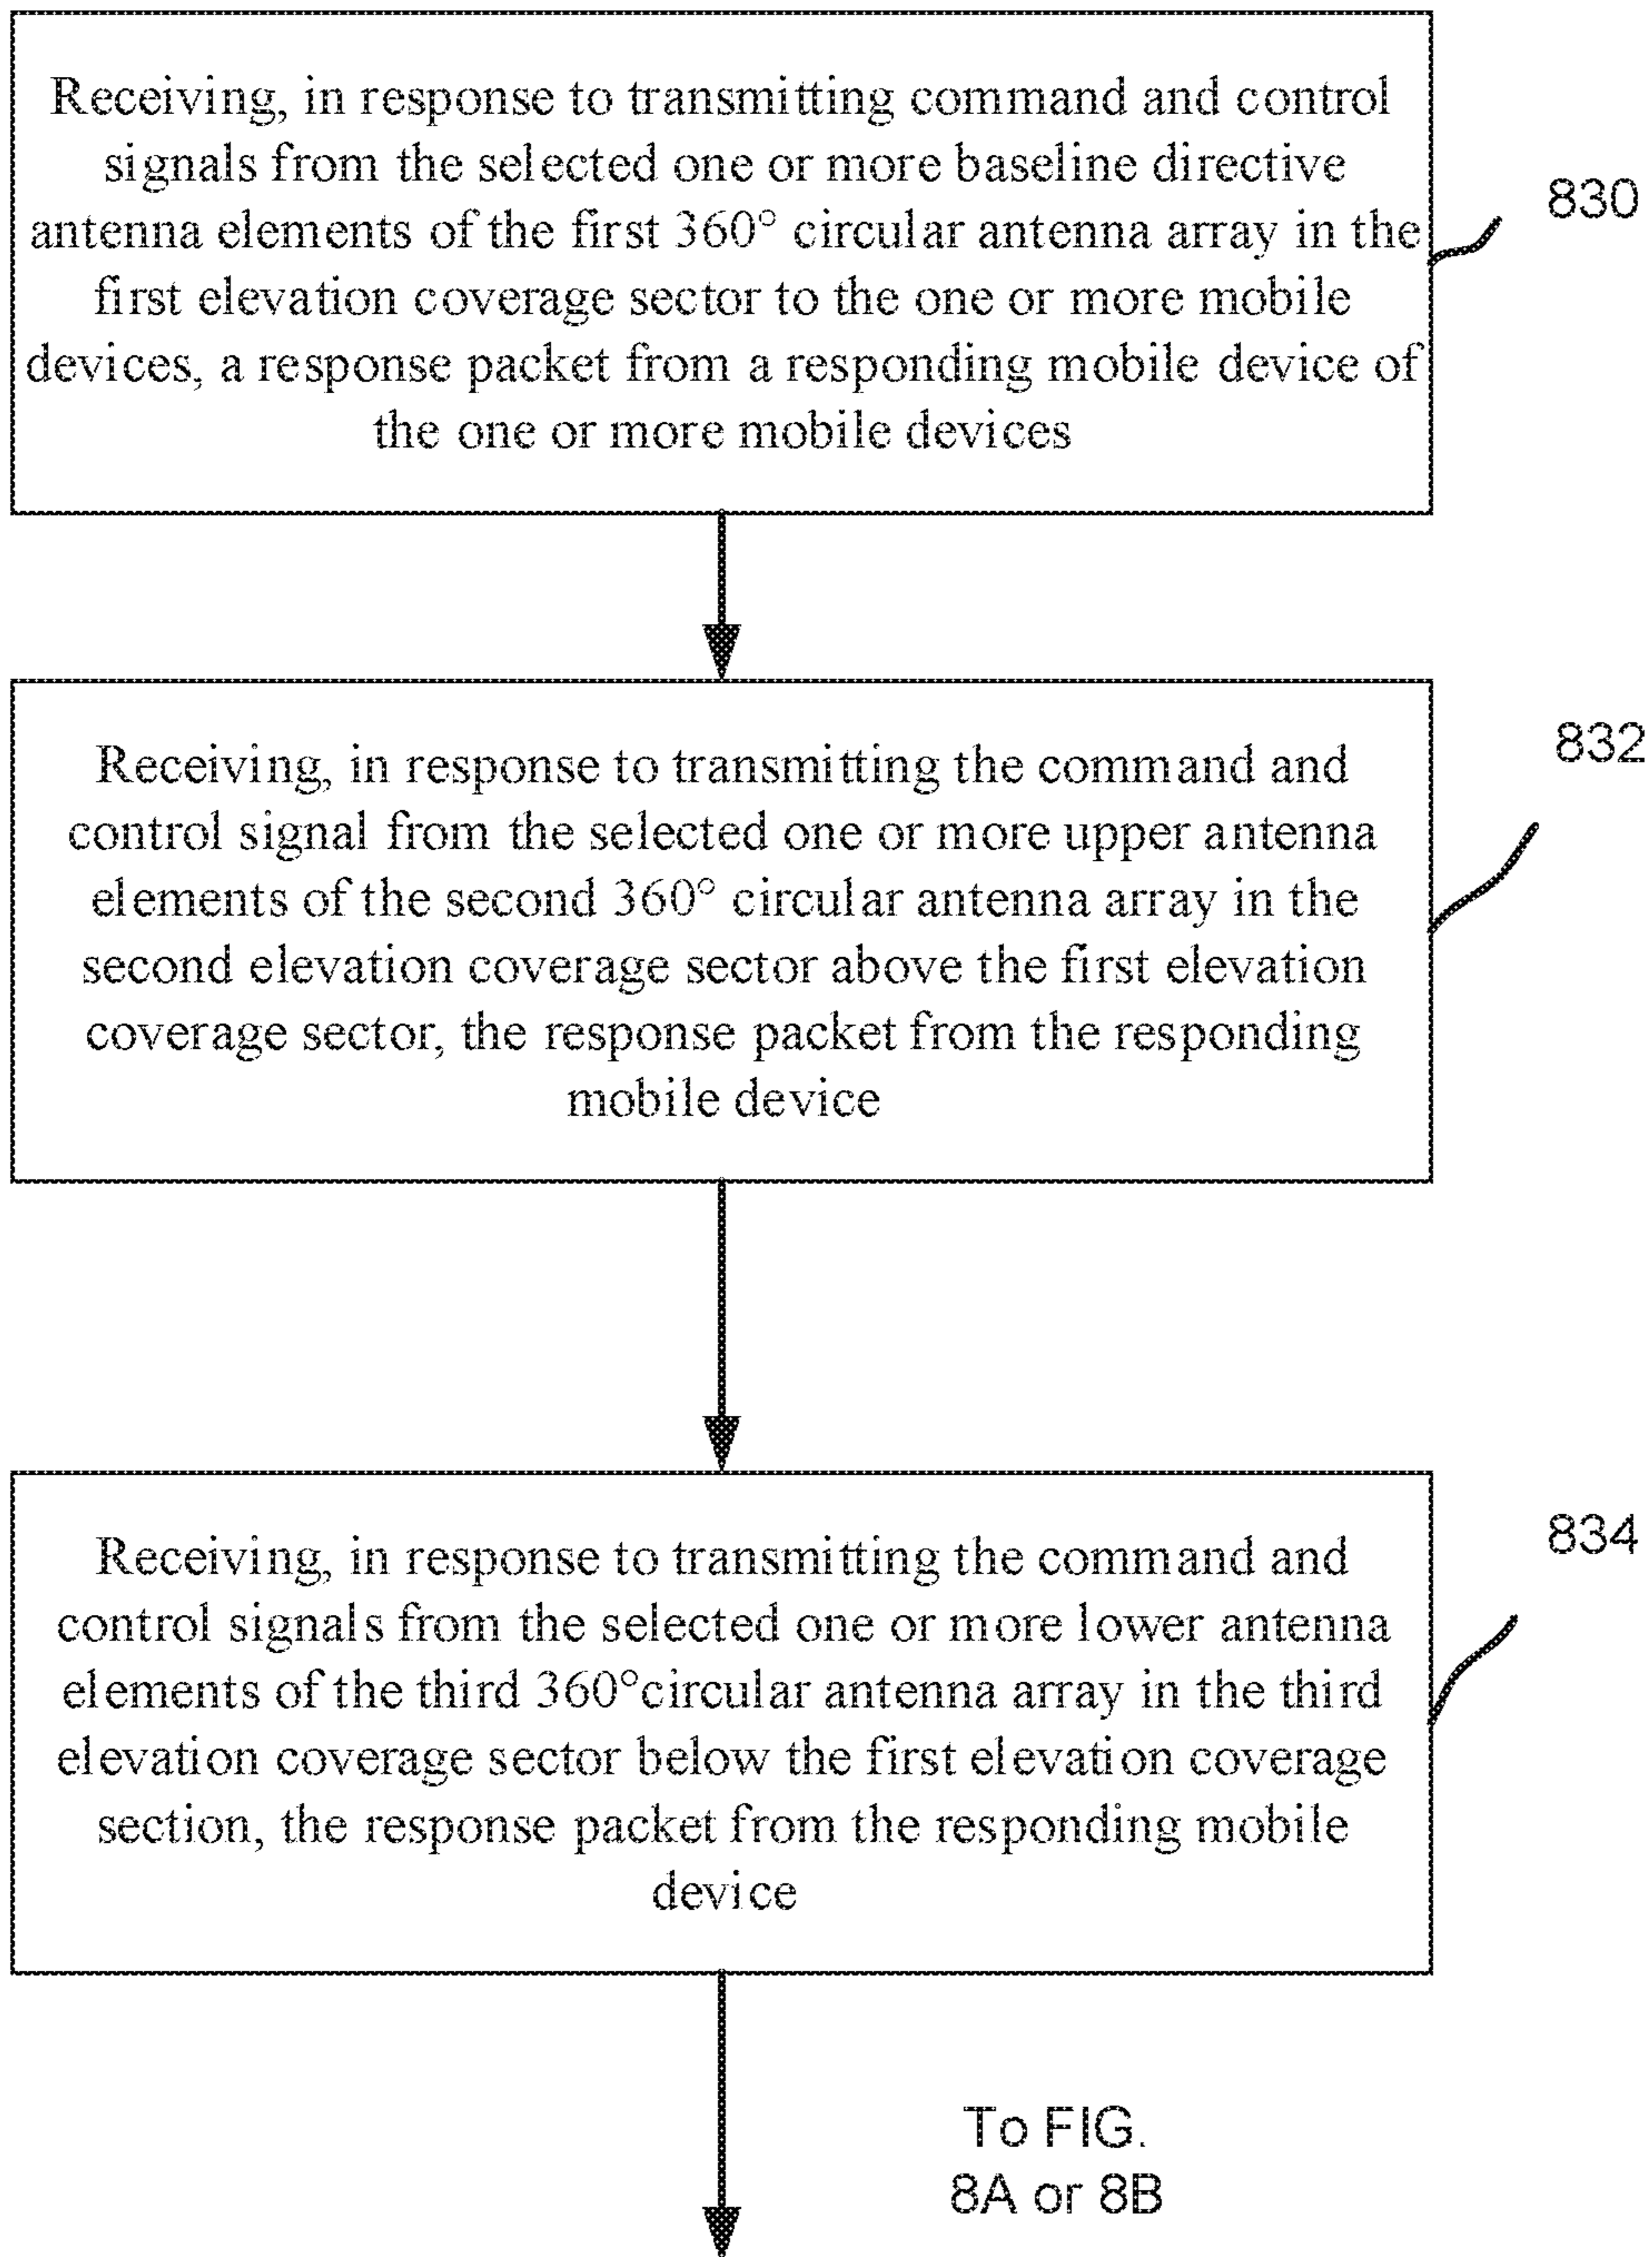 Receiving, in response to transmitting command and control
signals from the selected one or more baseline directive
antenna elements of the first 360° circular antenna array in the
first elevation coverage sector to the one or more mobile
devices, a response packet from a responding mobile device of
the one or more mobile devices
830
Receiving, in response to transmitting the command and
control signal from the selected one or more upper antenna
elements of the second 360° circular antenna array in the
second elevation coverage sector above the first elevation
coverage sector, the response packet from the responding
mobile device
832
Receiving, in response to transmitting the command and
control signals from the selected one or more lower antenna
elements of the third 360°circular antenna array in the third
elevation coverage sector below the first elevation coverage
section, the response packet from the responding mobile
device
834
To FIG.
8A or 8B